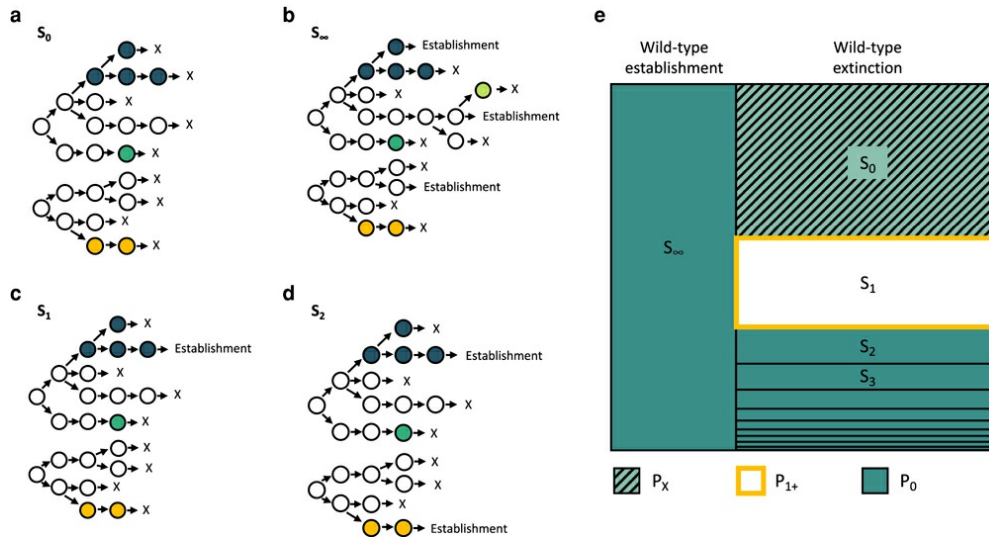 a
S₀
X
X
X
X
X
X
X
X
X
b
S∞
Establishment
X
X
X
Establishment
X
X
X
Establishment
X
X
c
S₁
X
Establishment
X
X
X
X
X
X
X
d
S₂
X
Establishment
X
X
X
X
X
X
Establishment
e
Wild-type
establishment
Wild-type
extinction
S₀
S∞
S₁
S₂
S₃
Pₓ
P₁₊
P₀